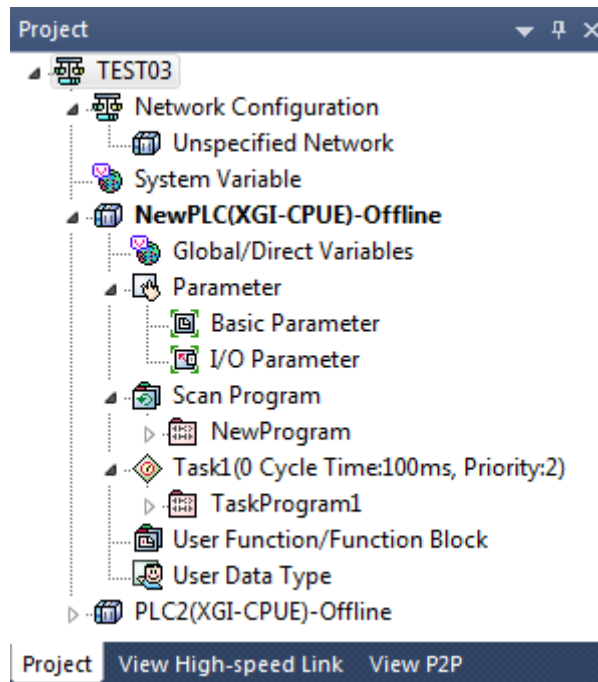 Project
TEST03
Network Configuration
Unspecified Network
System Variable
NewPLC(XGI-CPUE)-Offline
Global/Direct Variables
Parameter
Basic Parameter
I/O Parameter
Scan Program
NewProgram
Task1(0 Cycle Time:100ms, Priority:2)
TaskProgram1
User Function/Function Block
User Data Type
PLC2(XGI-CPUE)-Offline
Project View High-speed Link View P2P